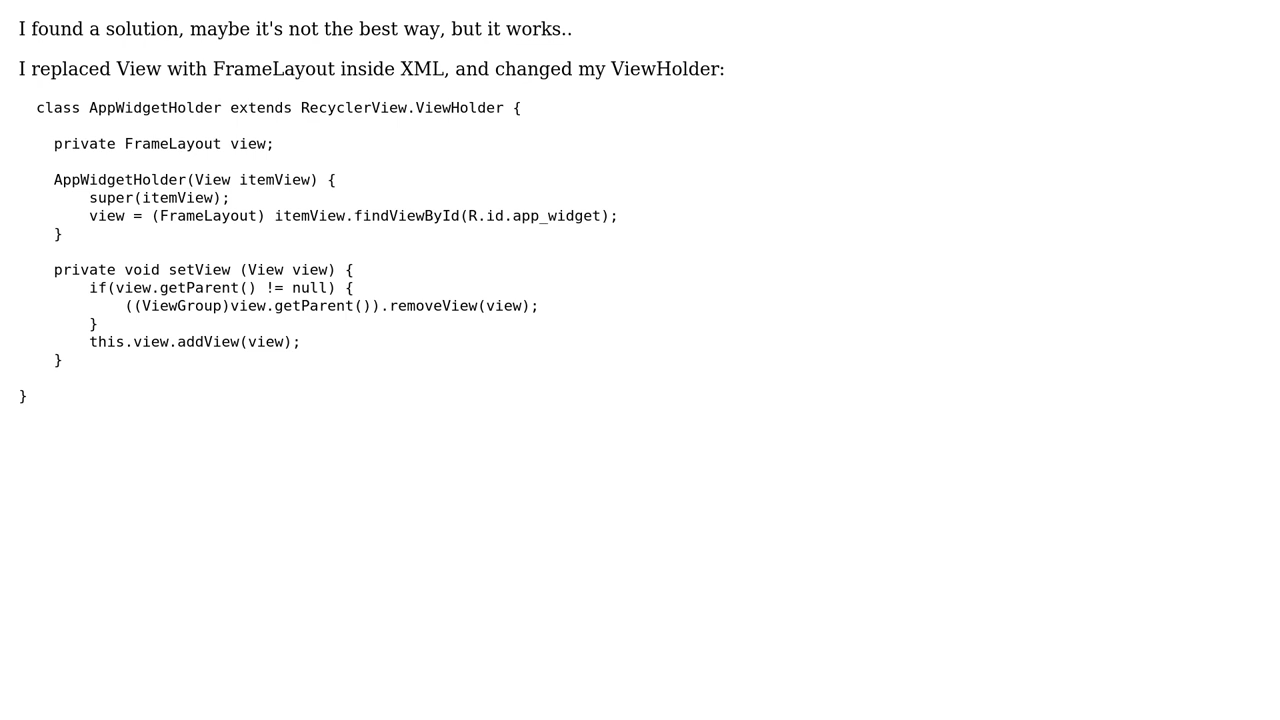 I found a solution, maybe it's not the best way, but it works..
I replaced View with FrameLayout inside XML, and changed my ViewHolder:
class AppWidgetHolder extends RecyclerView.ViewHolder {
private FrameLayout view;
AppWidgetHolder(View itemView) {
super(itemView);
view = (FrameLayout) itemView.findViewById(R.id.app_widget);
}
private void setView (View view) {
if(view.getParent() != null) {
((ViewGroup)view.getParent()).removeView(view);
}
this.view.addView(view);
}
}